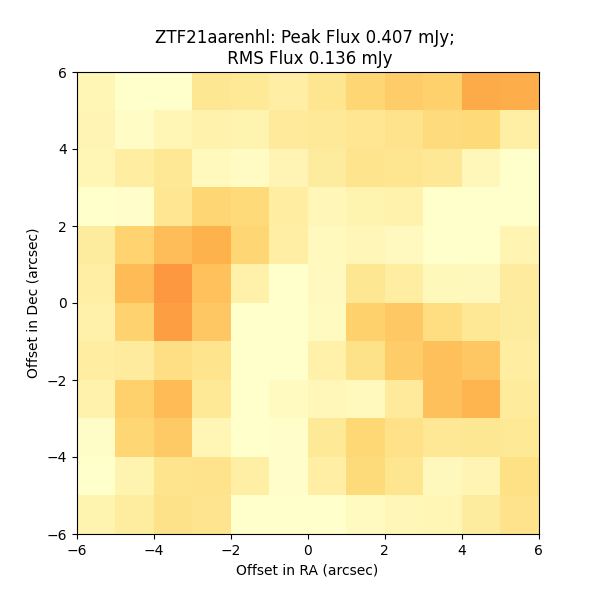 ZTF21aarenhl: Peak Flux 0.407 mJy;
RMS Flux 0.136 mJy
6
4
2
0
−2
−4
−6
Offset in Dec (arcsec)
−6 −4 −2 0 2 4 6
Offset in RA (arcsec)